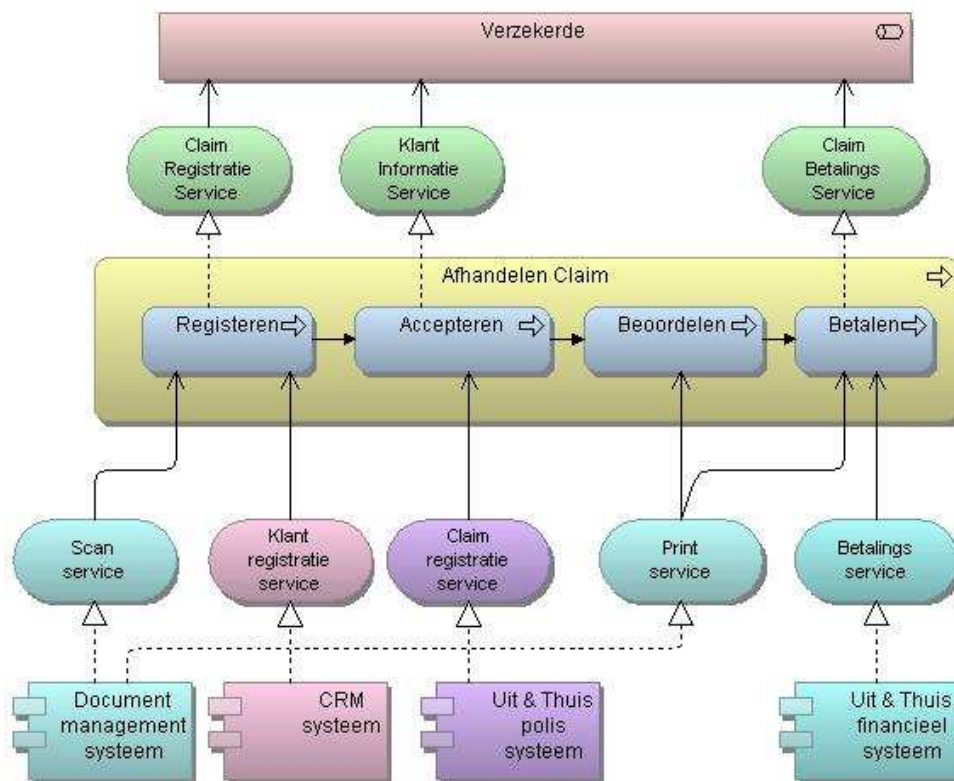 Verzekerde
Claim
Registratie
Service
Klant
Informatie
Service
Claim
Betalings
Service
Afhandelen Claim
Registeren
Accepteren
Beoordelen
Betalen
Scan
service
Klant
registratie
service
Claim
registratie
service
Print
service
Betalings
service
Document
management
systeem
CRM
systeem
Uit & Thuis
polis
systeem
Uit & Thuis
financieel
systeem